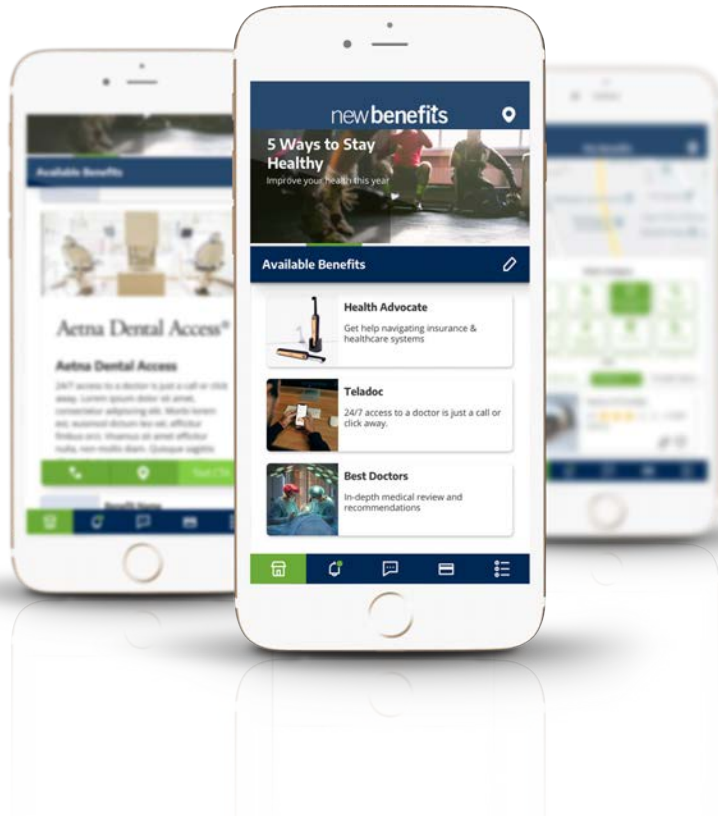 newbenefits
5 Ways to Stay
Healthy
Improve your health this year
Available Benefits
Health Advocate
Get help navigating insurance &
healthcare systems
Teladoc
24/7 access to a doctor is just a call or
click away.
Best Doctors
In-depth medical review and
recommendations
Available Benefits
Aetna Dental Access®
Aetna Dental Access
24/7 access to a doctor is just a call or click
away. Lorem ipsum dolor sit amet,
consectetur adipiscing elit. Morbi lorem